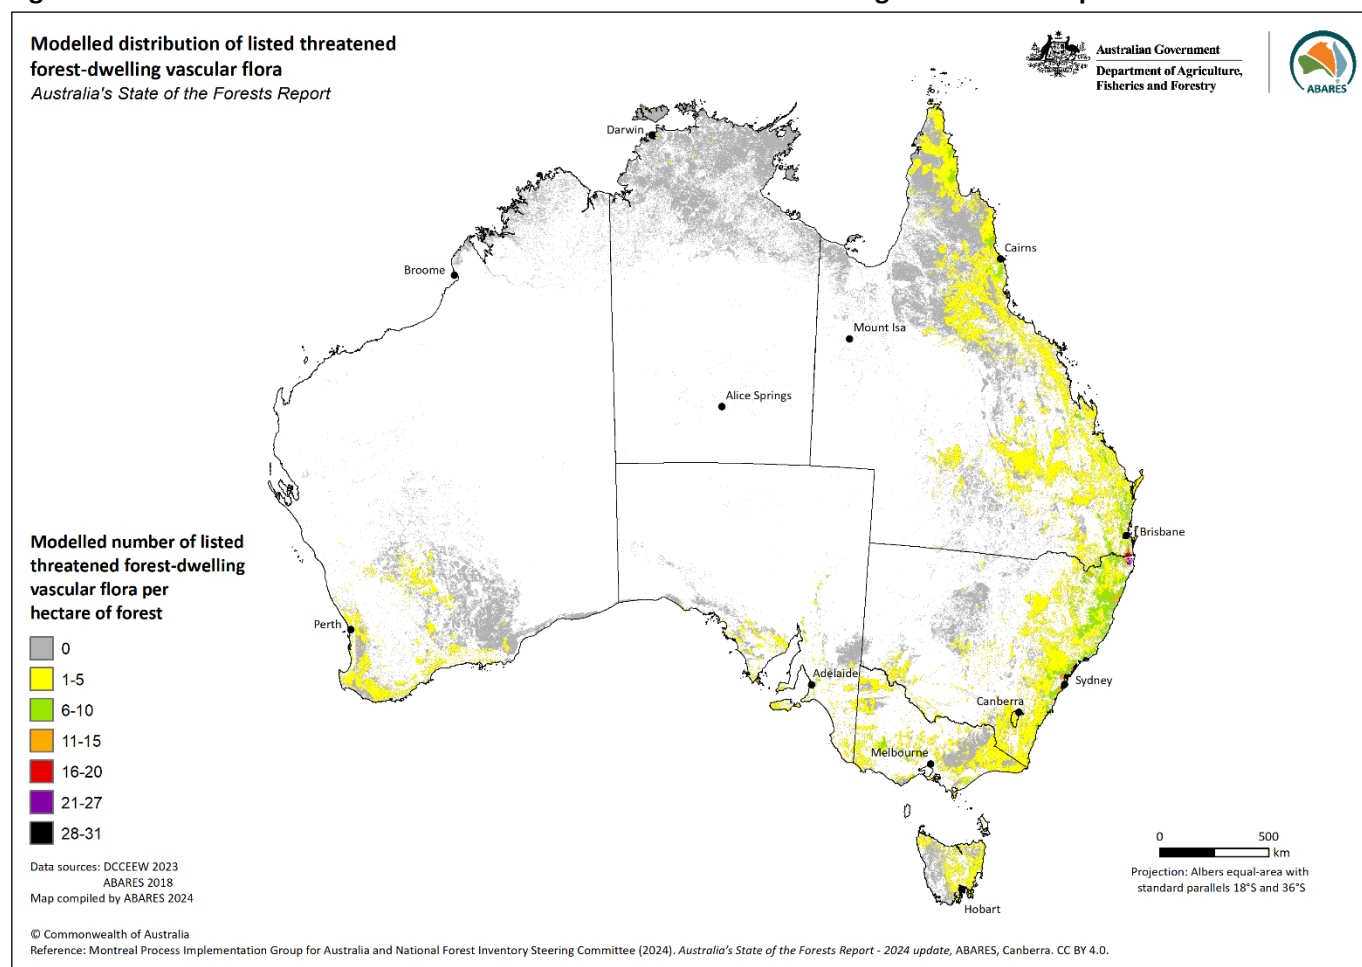 Modelled distribution of listed threatened
forest-dwelling vascular flora
Australia's State of the Forests Report
Australian Government
Department of Agriculture,
Fisheries and Forestry
ABARES
Darwin
Cairns
Broome
Mount Isa
Alice Springs
Brisbane
Perth
Adelaide
Sydney
Canberra
Melbourne
Hobart
Modelled number of listed
threatened forest-dwelling
vascular flora per
hectare of forest
0
1-5
6-10
11-15
16-20
21-27
28-31
0 500
km
Projection: Albers equal-area with
standard parallels 18°S and 36°S
Data sources: DCCEEW 2023
ABARES 2018
Map compiled by ABARES 2024
© Commonwealth of Australia
Reference: Montreal Process Implementation Group for Australia and National Forest Inventory Steering Committee (2024). Australia's State of the Forests Report - 2024 update, ABARES, Canberra. CC BY 4.0.